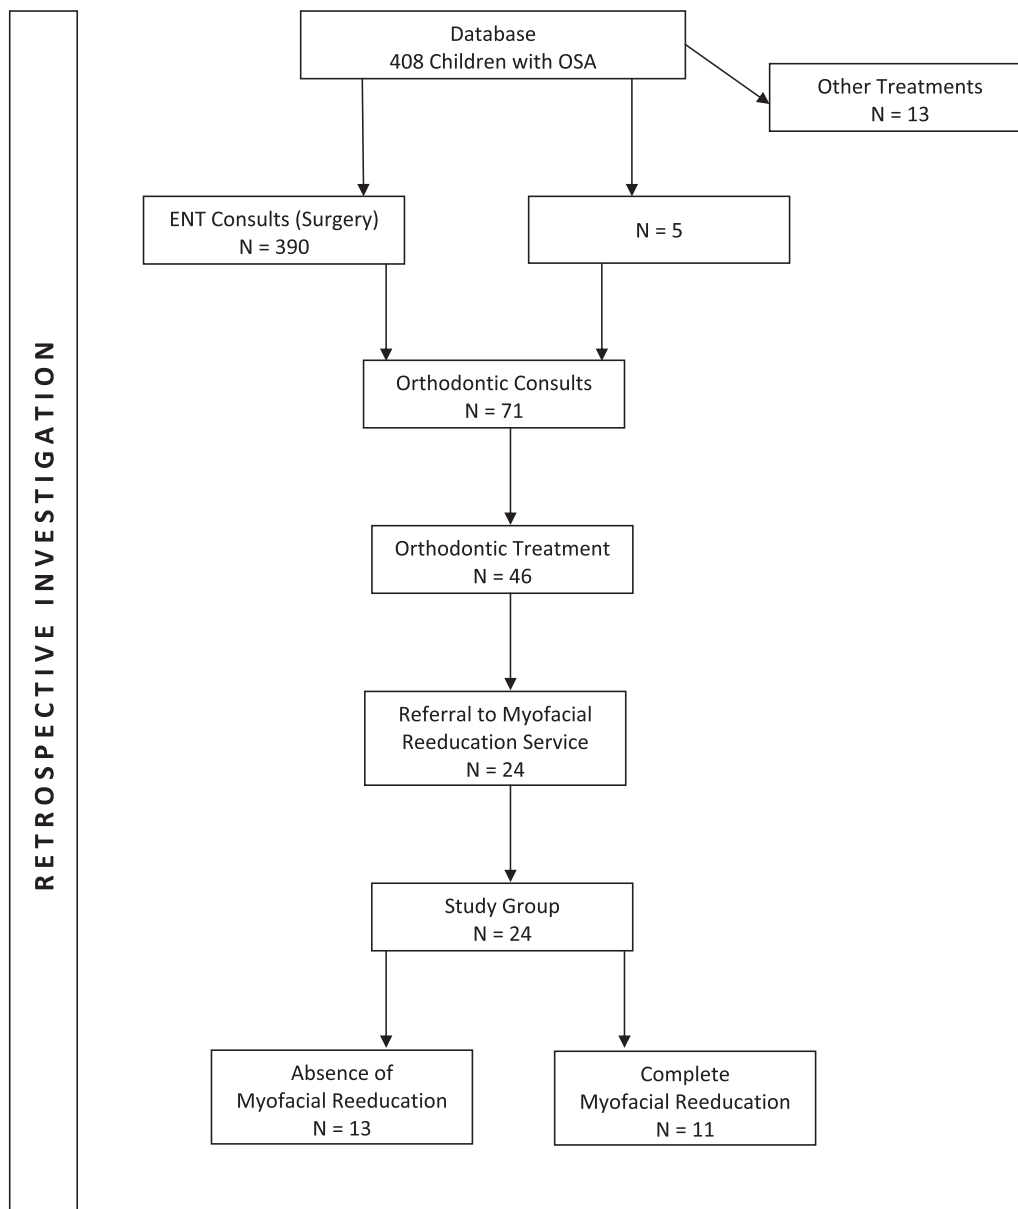 RETROSPECTIVE INVESTIGATION
Database
408 Children with OSA
Other Treatments
N = 13
ENT Consults (Surgery)
N = 390
N = 5
Orthodontic Consults
N = 71
Orthodontic Treatment
N = 46
Referral to Myofacial
Reeducation Service
N = 24
Study Group
N = 24
Absence of
Myofacial Reeducation
N = 13
Complete
Myofacial Reeducation
N = 11